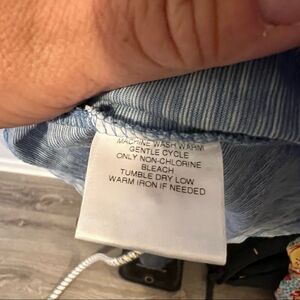 MACHINE WASH WARM
GENTLE CYCLE
ONLY NON-CHLORINE
BLEACH
TUMBLE DRY LOW
WARM IRON IF NEEDED